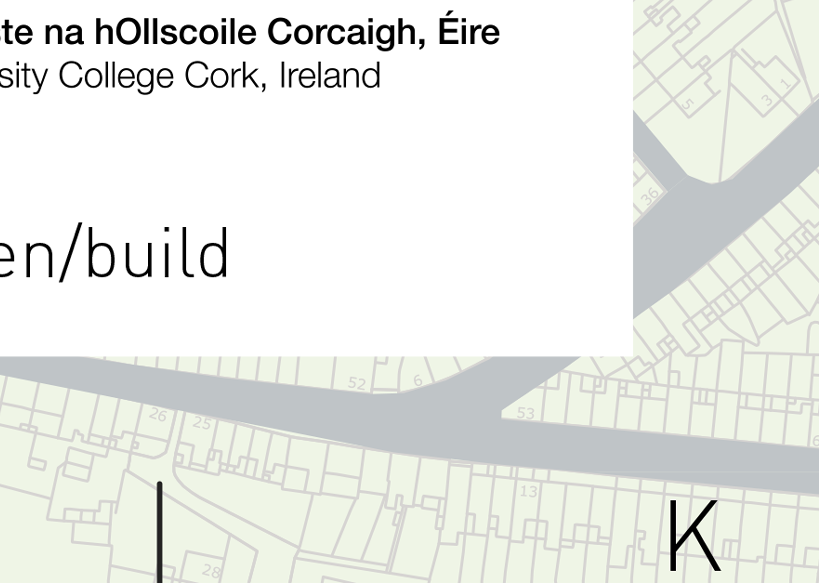 ste na hOllscoile Corcaigh, Éire
sity College Cork, Ireland
en/build
5
3
1
36
52
6
53
26
25
13
K
28